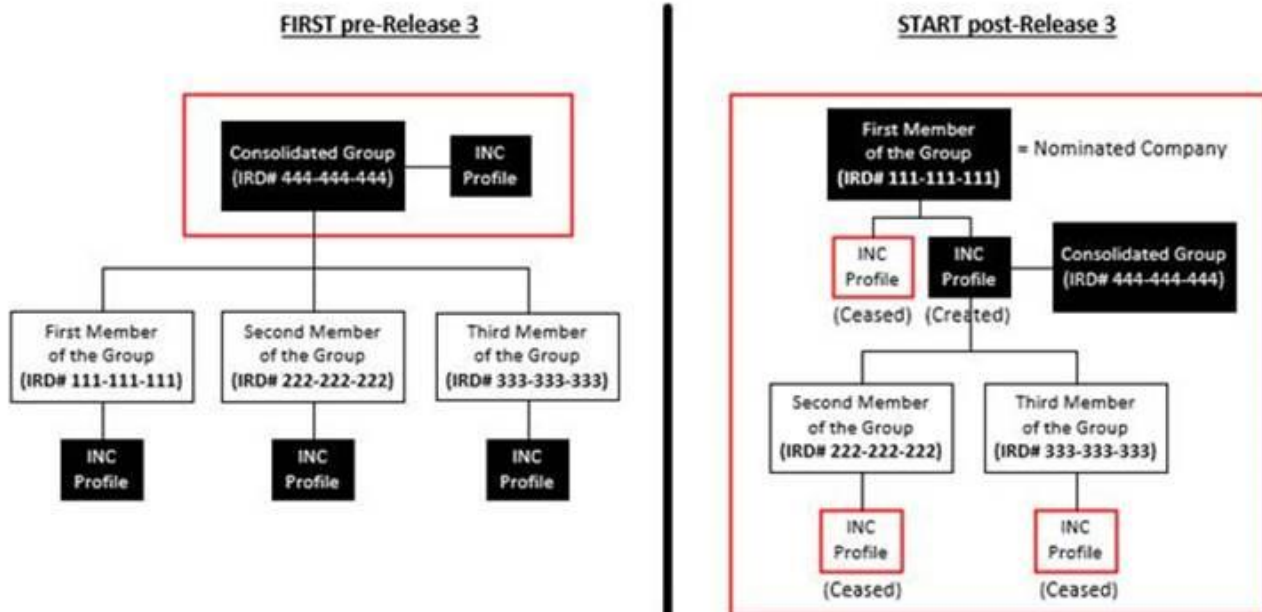 FIRST pre-Release 3
Consolidated Group
(IRD# 444-444-444)
INC
Profile
First Member
of the Group
(IRD# 111-111-111)
Second Member
of the Group
(IRD# 222-222-222)
Third Member
of the Group
(IRD# 333-333-333)
INC
Profile
INC
Profile
INC
Profile
START post-Release 3
First Member
of the Group
(IRD# 111-111-111)
= Nominated Company
INC
Profile
(Ceased)
INC
Profile
(Created)
Consolidated Group
(IRD# 444-444-444)
Second Member
of the Group
(IRD# 222-222-222)
Third Member
of the Group
(IRD# 333-333-333)
INC
Profile
(Ceased)
INC
Profile
(Ceased)